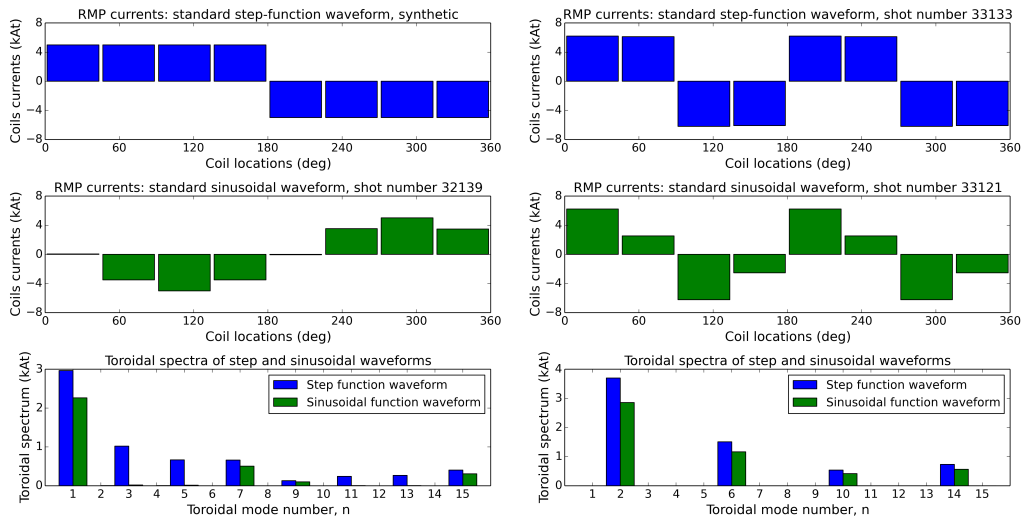 RMP currents: standard step-function waveform, synthetic
Coils currents (kAt)
8
4
0
−4
−8
0 60 120 180 240 300 360
Coil locations (deg)
RMP currents: standard step-function waveform, shot number 33133
Coils currents (kAt)
8
4
0
−4
−8
0 60 120 180 240 300 360
Coil locations (deg)
RMP currents: standard sinusoidal waveform, shot number 32139
Coils currents (kAt)
8
4
0
−4
−8
0 60 120 180 240 300 360
Coil locations (deg)
RMP currents: standard sinusoidal waveform, shot number 33121
Coils currents (kAt)
8
4
0
−4
−8
0 60 120 180 240 300 360
Coil locations (deg)
Toroidal spectra of step and sinusoidal waveforms
Toroidal spectrum (kAt)
3
2
1
0
Step function waveform
Sinusoidal function waveform
1 2 3 4 5 6 7 8 9 10 11 12 13 14 15
Toroidal mode number, n
Toroidal spectra of step and sinusoidal waveforms
Toroidal spectrum (kAt)
4
3
2
1
0
Step function waveform
Sinusoidal function waveform
1 2 3 4 5 6 7 8 9 10 11 12 13 14 15
Toroidal mode number, n